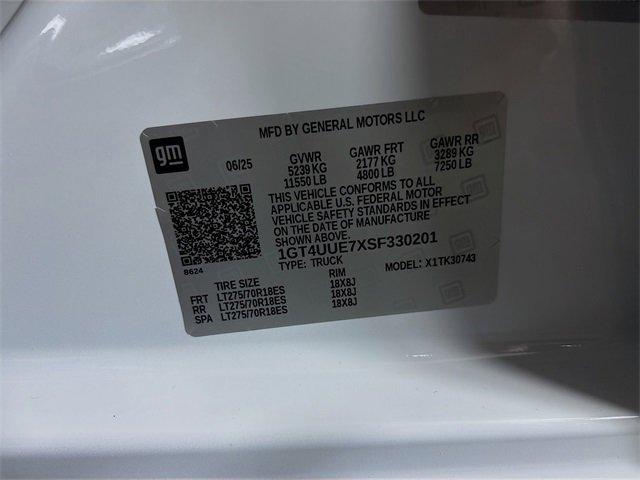 MFD BY GENERAL MOTORS LLC
gm
06/25
GVWR GAWR FRT GAWR RR
5239 KG 2177 KG 3289 KG
11550 LB 4800 LB 7250 LB
THIS VEHICLE CONFORMS TO ALL
APPLICABLE U.S. FEDERAL MOTOR
VEHICLE SAFETY STANDARDS IN EFFECT
ON THE DATE OF MANUFACTURE
SHOWN ABOVE.
1GT4UUE7XSF330201
TYPE: TRUCK MODEL: X1TK30743
8624
TIRE SIZE RIM
FRT LT275/70R18ES 18X8J
RR LT275/70R18ES 18X8J
SPA LT275/70R18ES 18X8J